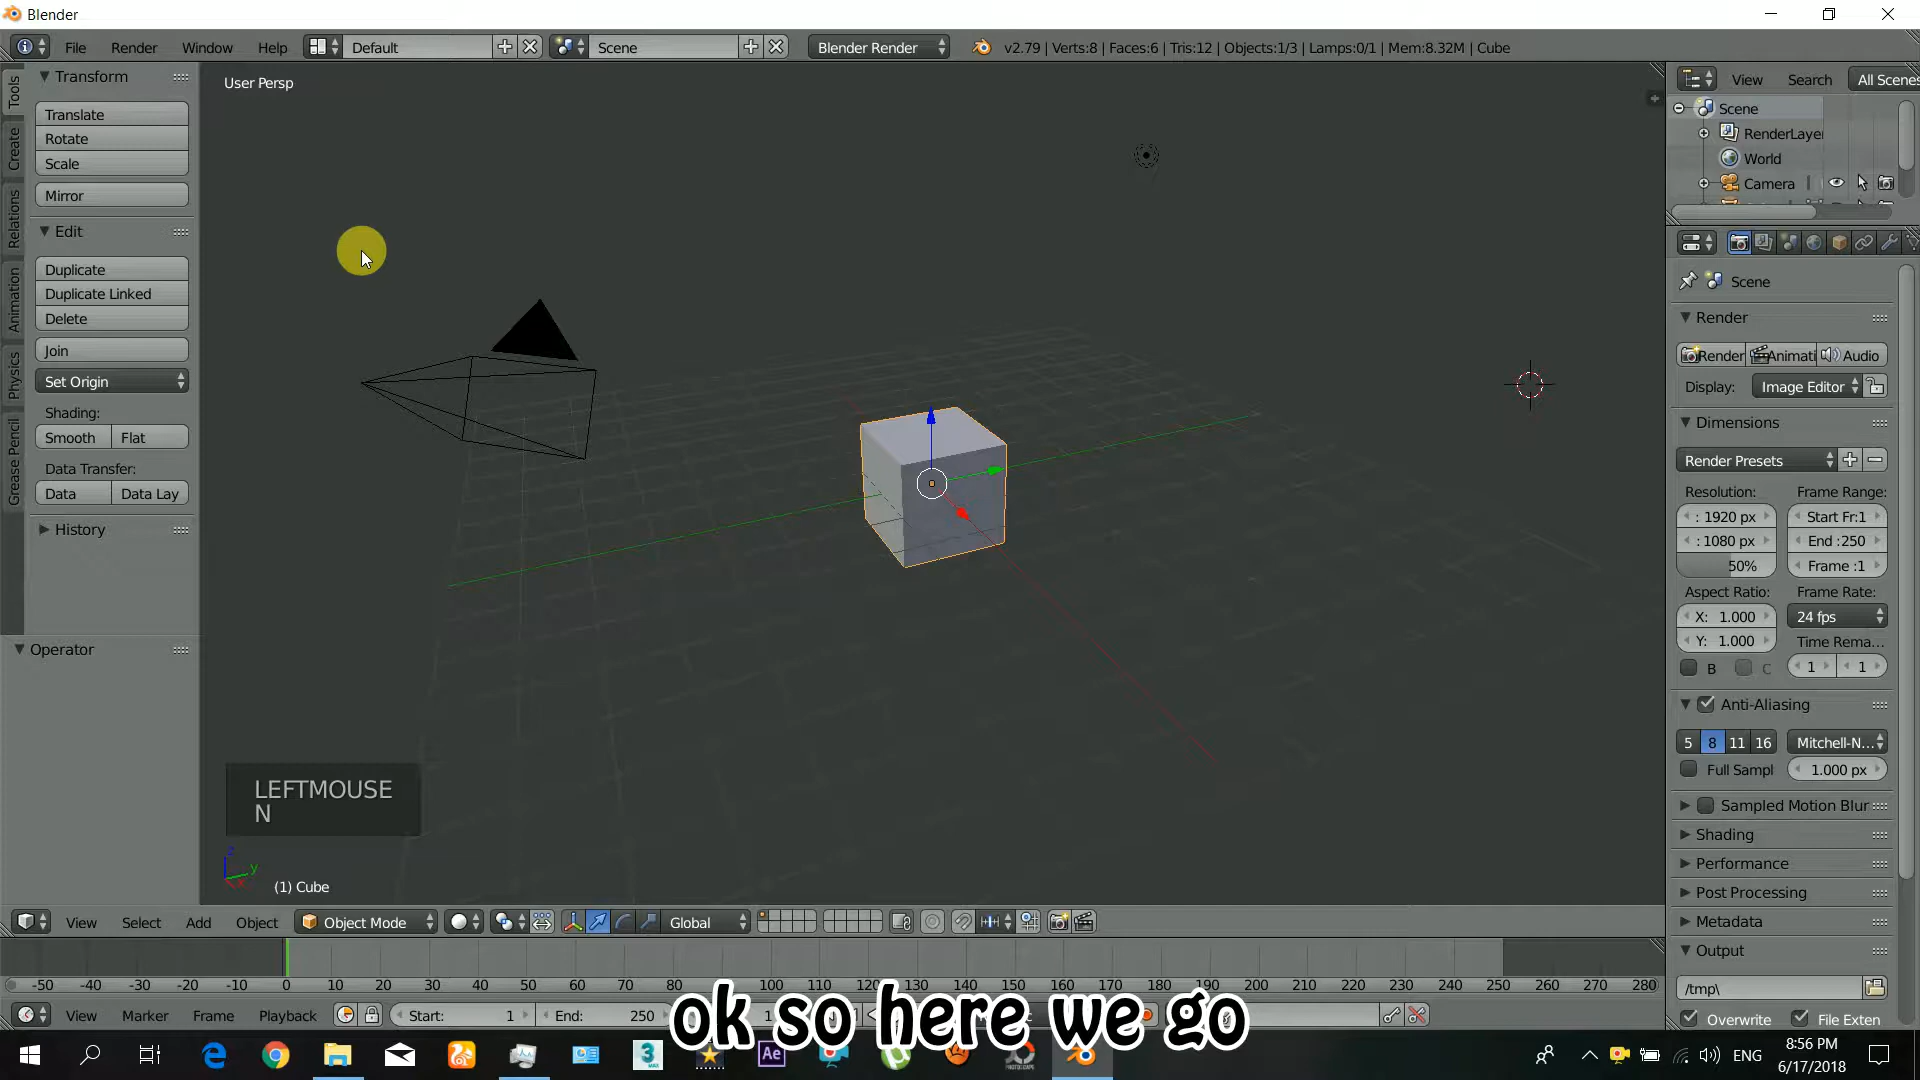 Blender
File Render Window Help Default Scene Blender Render v2.79 | Verts:8 | Faces:6 | Tris:12 | Objects:1/3 | Lamps:0/1 | Mem:8.32M | Cube
Tools
Create
Relations
Animation
Physics
Grease Pencil
Transform
Translate
Rotate
Scale
Mirror
Edit
Duplicate
Duplicate Linked
Delete
Join
Set Origin
Shading:
Smooth Flat
Data Transfer:
Data Data Lay
History
Operator
User Persp
LEFTMOUSE
N
z
y
x
(1) Cube
View Search All Scenes
Scene
RenderLayer
World
Camera
Scene
Render
Render Animati Audio
Display: Image Editor
Dimensions
Render Presets
Resolution: Frame Range:
: 1920 px Start Fr:1
: 1080 px End :250
50% Frame :1
Aspect Ratio: Frame Rate:
X: 1.000 24 fps
Y: 1.000 Time Rema...
B C 1 1
Anti-Aliasing
5 8 11 16 Mitchell-N...
Full Sampl 1.000 px
Sampled Motion Blur
Shading
Performance
Post Processing
Metadata
Output
/tmp\
Overwrite File Exten
View Select Add Object Object Mode Global
-50 -40 -30 -20 -10 0 10 20 30 40 50 60 70 80 90 100 110 120 130 140 150 160 170 180 190 200 210 220 230 240 250 260 270 280
View Marker Frame Playback Start: 1 End: 250 1
ok so here we go
3
MAX
Ae
ENG
8:56 PM
6/17/2018